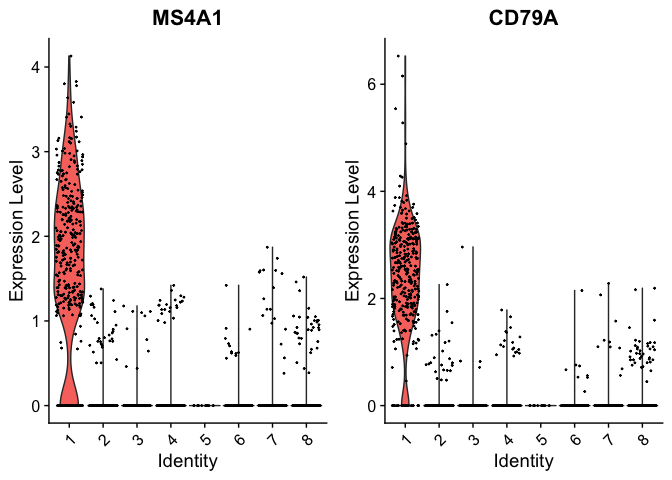 MS4A1
Expression Level
4
3
2
1
0
1 2 3 4 5 6 7 8
Identity
CD79A
Expression Level
6
4
2
0
1 2 3 4 5 6 7 8
Identity